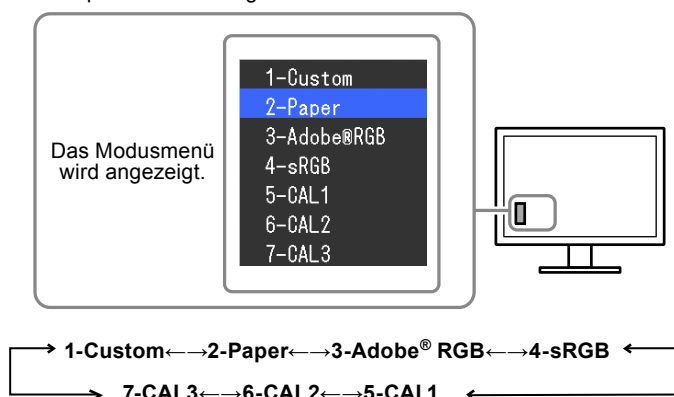 1-Custom
2-Paper
3-Adobe®RGB
4-sRGB
5-CAL1
6-CAL2
7-CAL3
Das Modusmenü
wird angezeigt.
1-Custom←→2-Paper←→3-Adobe® RGB←→4-sRGB
7-CAL3←→6-CAL2←→5-CAL1